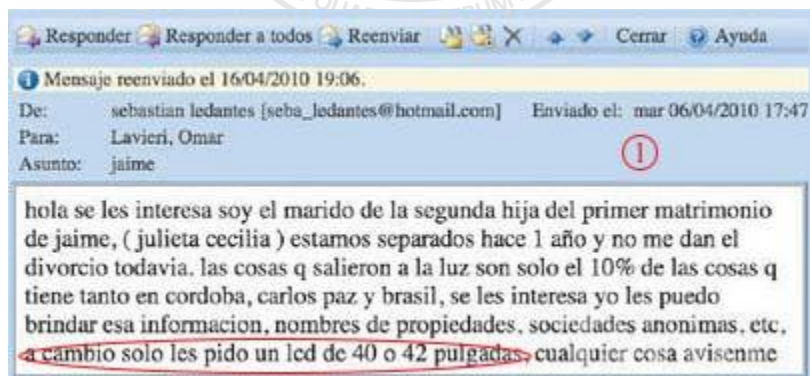 Responder Responder a todos Reenviar Cerrar Ayuda
Mensaje reenviado el 16/04/2010 19:06.
De: sebastian ledantes [seba_ledantes@hotmail.com] Enviado el: mar 06/04/2010 17:47
Para: Lavieri, Omar
1
Asunto: jaime
hola se les interesa soy el marido de la segunda hija del primer matrimonio
de jaime, ( julieta cecilia ) estamos separados hace 1 año y no me dan el
divorcio todavia. las cosas q salieron a la luz son solo el 10% de las cosas q
tiene tanto en cordoba, carlos paz y brasil, se les interesa yo les puedo
brindar esa informacion, nombres de propiedades, sociedades anonimas, etc,
a cambio solo les pido un lcd de 40 o 42 pulgadas, cualquier cosa avisenme